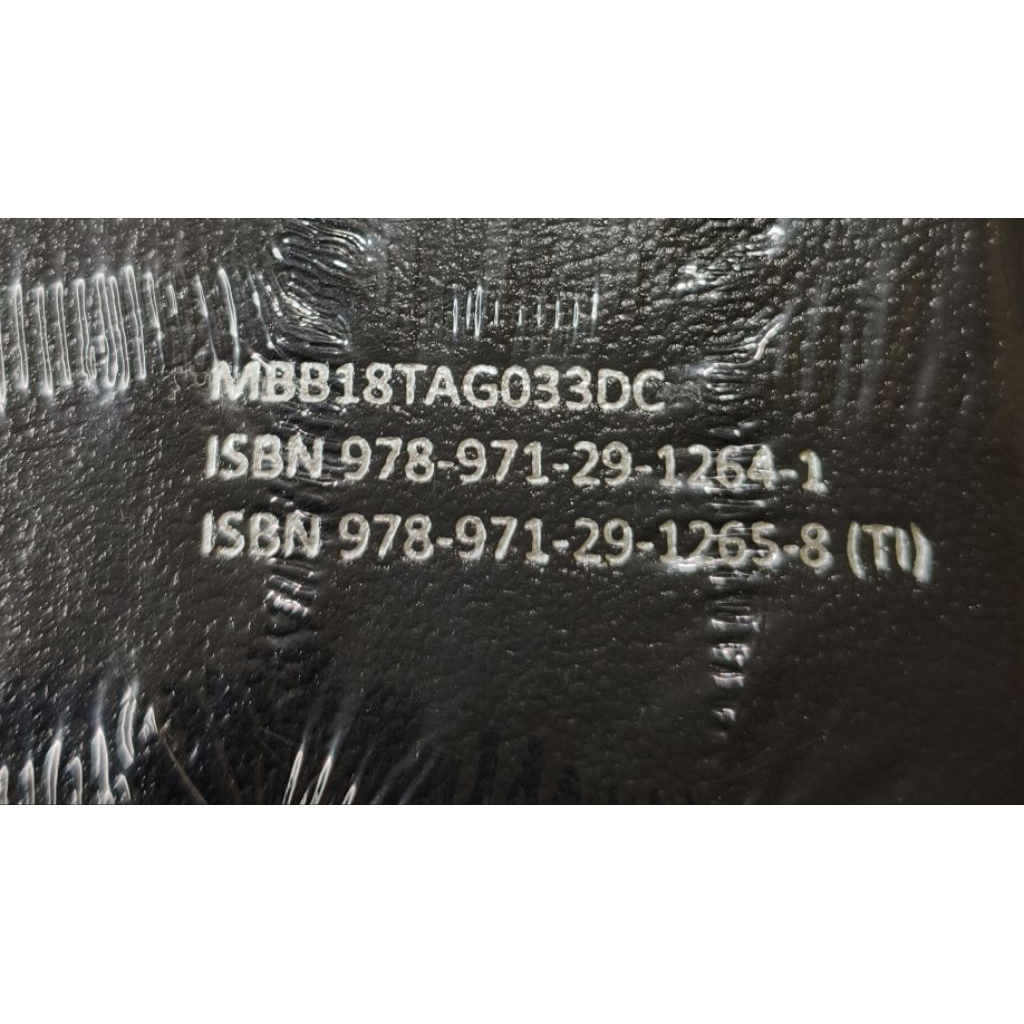 MBB18TAG033DC
ISBN 978-971-29-1264-1
ISBN 978-971-29-1265-8 (TI)